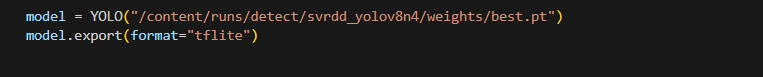 model = YOLO("/content/runs/detect/svrdd_yolov8n4/weights/best.pt")
model.export(format="tflite")